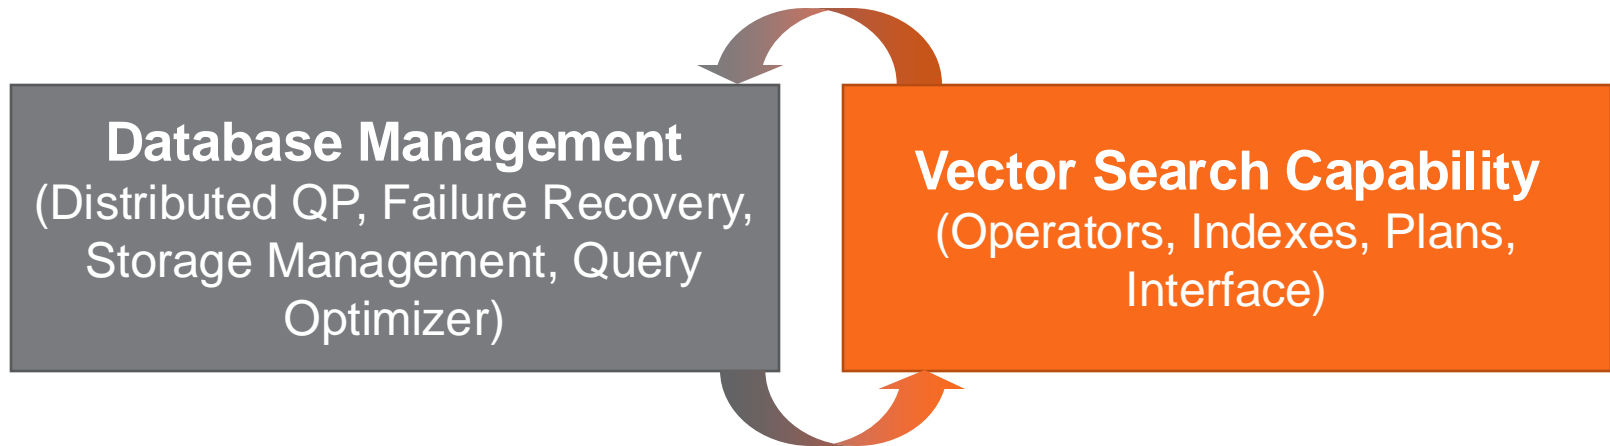 Database Management
(Distributed QP, Failure Recovery,
Storage Management, Query
Optimizer)
Vector Search Capability
(Operators, Indexes, Plans,
Interface)